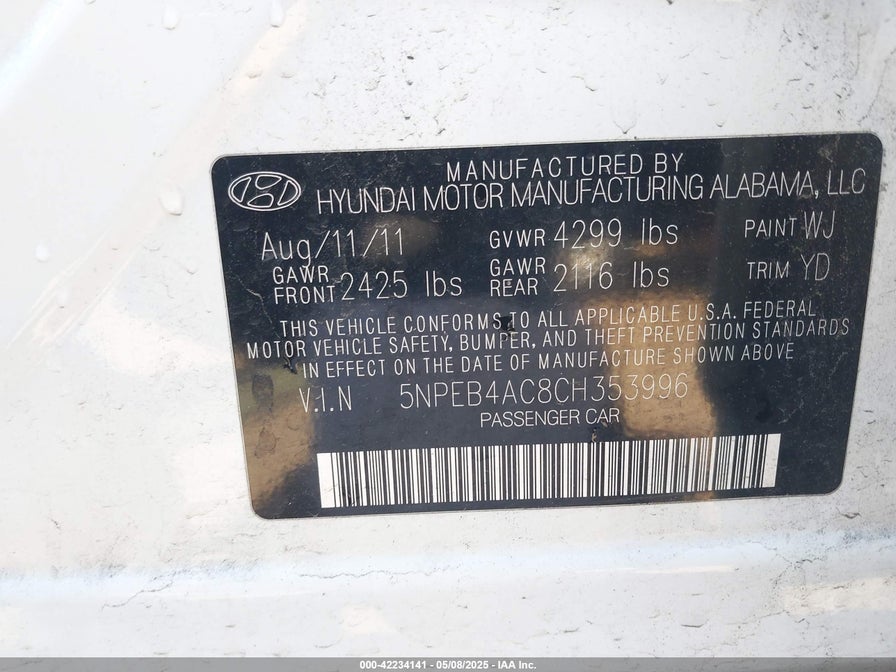 MANUFACTURED BY
HYUNDAI MOTOR MANUFACTURING ALABAMA, LLC
Aug/11/11 GVWR 4299 lbs PAINT WJ
GAWR FRONT 2425 lbs GAWR REAR 2116 lbs TRIM YD
THIS VEHICLE CONFORMS TO ALL APPLICABLE U.S.A. FEDERAL
MOTOR VEHICLE SAFETY, BUMPER, AND THEFT PREVENTION STANDARDS
IN EFFECT ON THE DATE OF MANUFACTURE SHOWN ABOVE
V.I.N 5NPEB4AC8CH353996
PASSENGER CAR
000-42234141 - 05/08/2025 - IAA Inc.